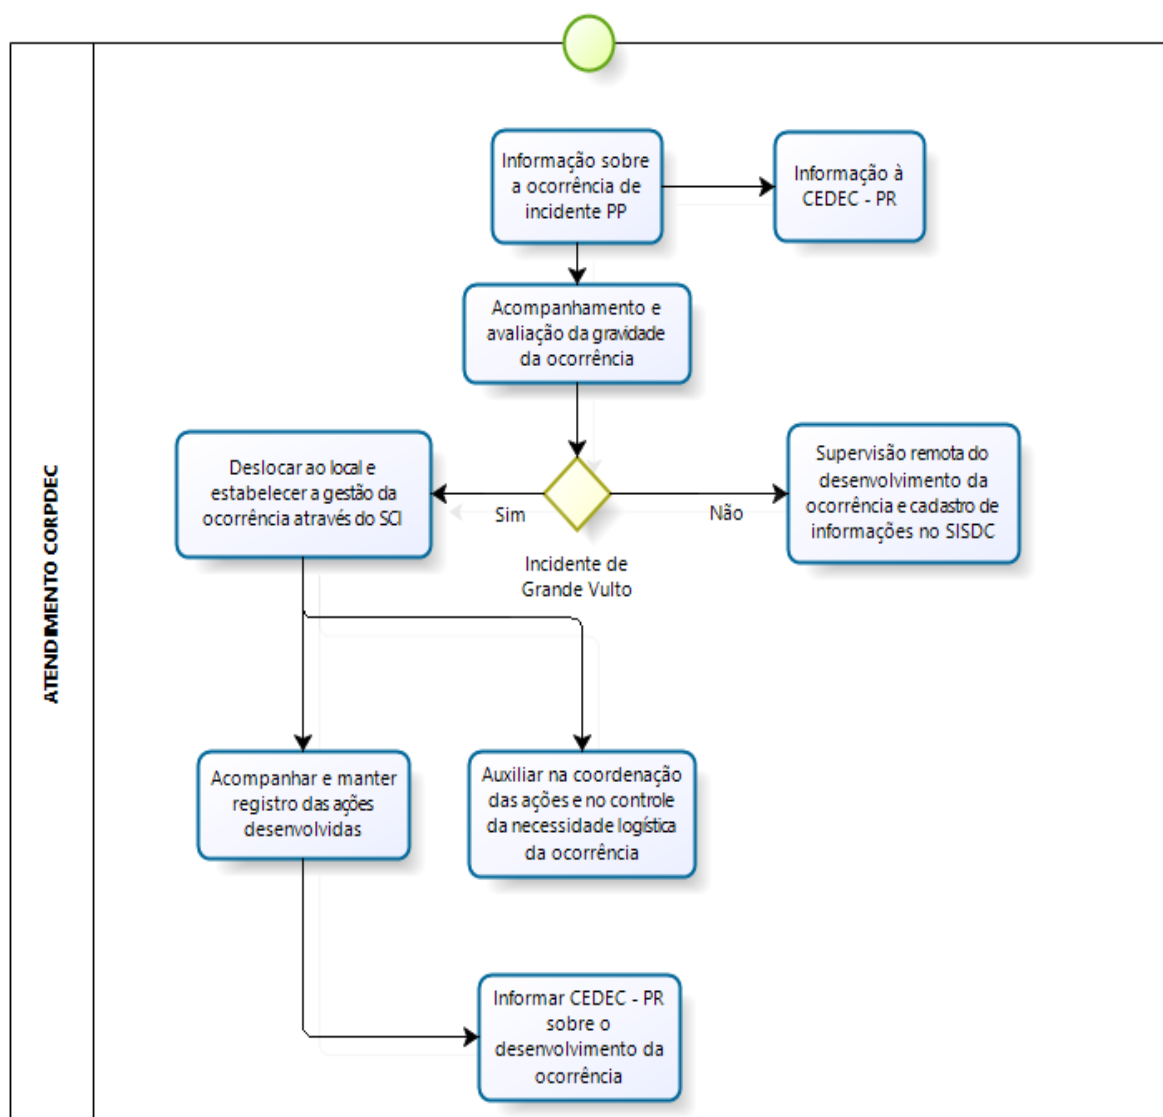 ATENDIMENTO CORPDEC
Informação sobre
a ocorrência de
incidente PP
Informação à
CEDEC - PR
Acompanhamento e
avaliação da gravidade
da ocorrência
Deslocar ao local e
estabelecer a gestão da
ocorrência através do SCI
Sim
Não
Incidente de
Grande Vulto
Supervisão remota do
desenvolvimento da
ocorrência e cadastro de
informações no SISDC
Acompanhar e manter
registro das ações
desenvolvidas
Auxiliar na coordenação
das ações e no controle
da necessidade logística
da ocorrência
Informar CEDEC - PR
sobre o
desenvolvimento da
ocorrência